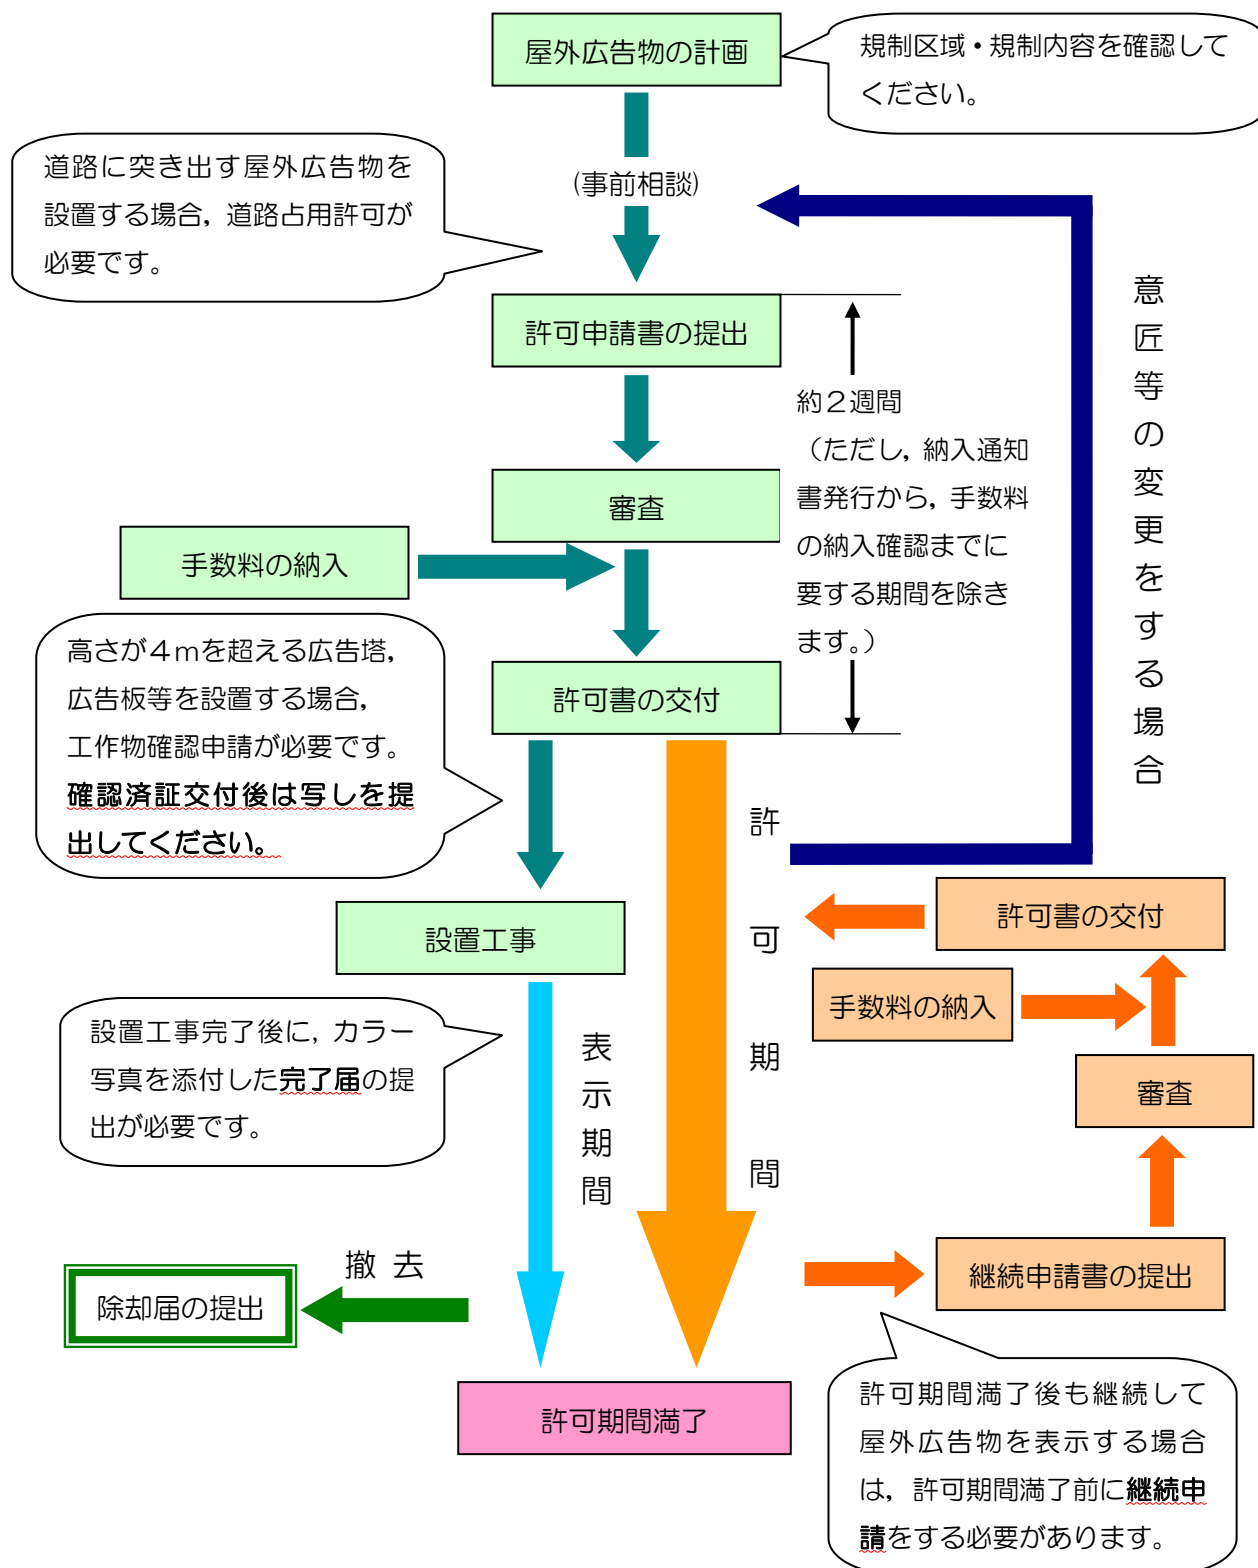 屋外広告物の計画
規制区域・規制内容を確認して
ください。
道路に突き出す屋外広告物を
設置する場合，道路占用許可が
必要です。
(事前相談)
許可申請書の提出
約２週間
（ただし，納入通知
書発行から，手数料
の納入確認までに
要する期間を除き
ます。）
意匠等の変更をする場合
審査
手数料の納入
高さが４ｍを超える広告塔，
広告板等を設置する場合，
工作物確認申請が必要です。
確認済証交付後は写しを提
出してください。
許可書の交付
許可期間
設置工事
許可書の交付
手数料の納入
審査
設置工事完了後に，カラー
写真を添付した完了届の提
出が必要です。
表示期間
継続申請書の提出
撤 去
除却届の提出
許可期間満了
許可期間満了後も継続して
屋外広告物を表示する場合
は，許可期間満了前に継続申
請をする必要があります。